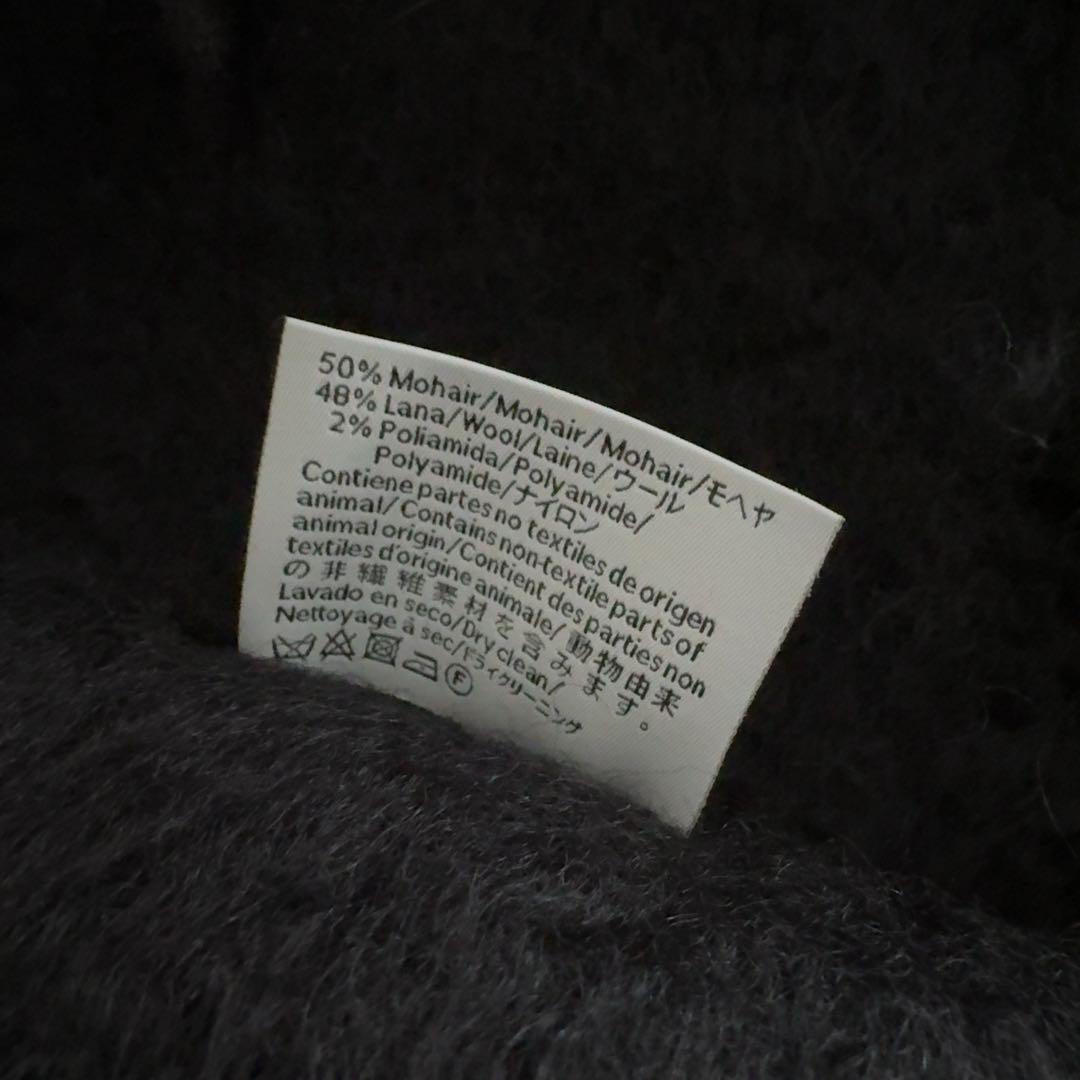 50% Mohair/Mohair/Mohair/モヘヤ
48% Lana/Wool/Laine/ウール
2% Poliamida/Polyamide/
Polyamide/ナイロン
Contiene partes no textiles de origen
animal/Contains non-textile parts of
animal origin/Contient des parties non
textiles d'origine animale/動物由来
の非繊維素材を含みます。
Lavado en seco/Dry clean/
Nettoyage à sec/ドライクリーニング
F